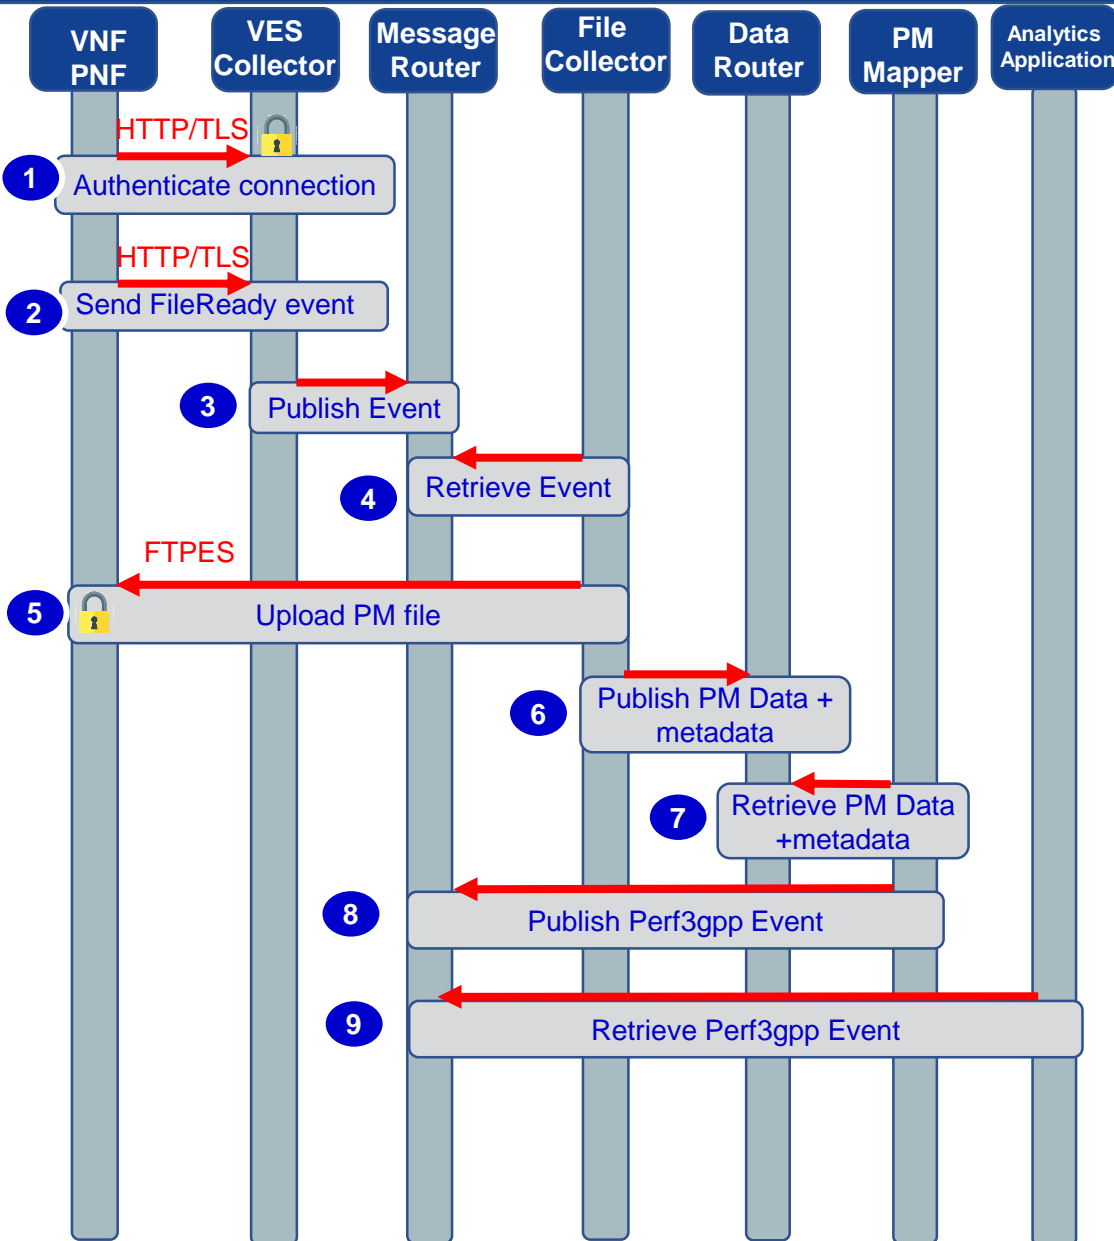 VNF
PNF
VES
Collector
Message
Router
File
Collector
Data
Router
PM
Mapper
Analytics
Application
HTTP/TLS
1
Authenticate connection
HTTP/TLS
2
Send FileReady event
3
Publish Event
4
Retrieve Event
FTPES
5
Upload PM file
6
Publish PM Data +
metadata
7
Retrieve PM Data
+metadata
8
Publish Perf3gpp Event
9
Retrieve Perf3gpp Event